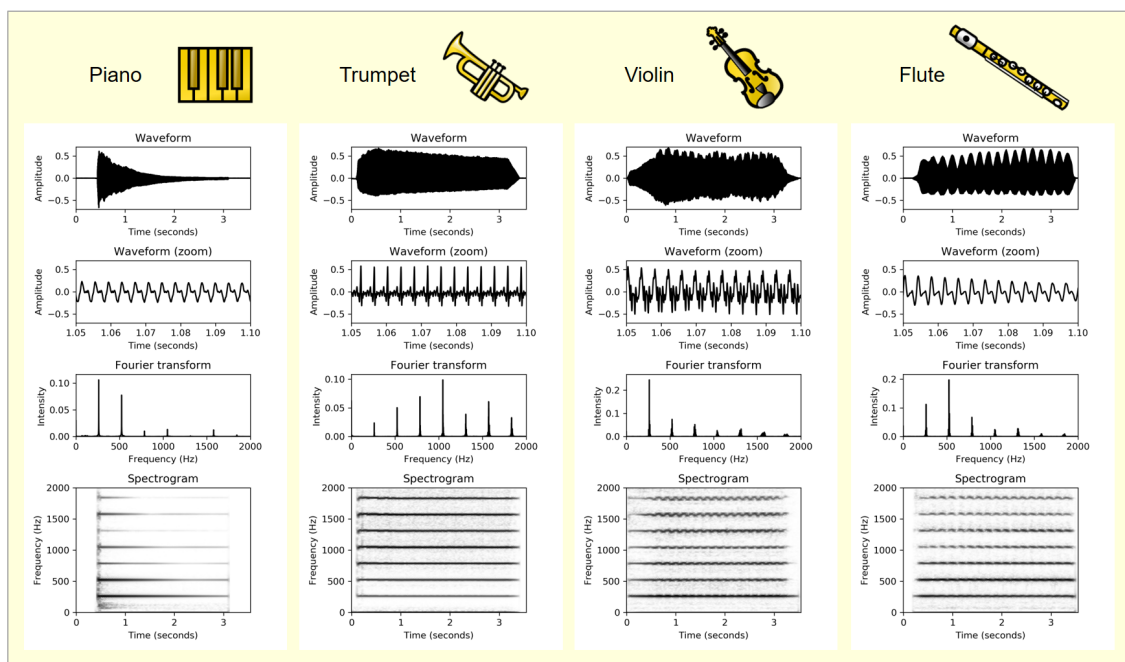 Piano
Waveform
Amplitude
0.5
0.0
−0.5
0 1 2 3
Time (seconds)
Waveform (zoom)
Amplitude
0.5
0.0
−0.5
1.05 1.06 1.07 1.08 1.09 1.10
Time (seconds)
Fourier transform
Intensity
0.10
0.05
0.00
0 500 1000 1500 2000
Frequency (Hz)
Spectrogram
Frequency (Hz)
2000
1500
1000
500
0
0 1 2 3
Time (seconds)
Trumpet
Waveform
Amplitude
0.5
0.0
−0.5
0 1 2 3
Time (seconds)
Waveform (zoom)
Amplitude
0.5
0.0
−0.5
1.05 1.06 1.07 1.08 1.09 1.10
Time (seconds)
Fourier transform
Intensity
0.10
0.05
0.00
0 500 1000 1500 2000
Frequency (Hz)
Spectrogram
Frequency (Hz)
2000
1500
1000
500
0
0 1 2 3
Time (seconds)
Violin
Waveform
Amplitude
0.5
0.0
−0.5
0 1 2 3
Time (seconds)
Waveform (zoom)
Amplitude
0.5
0.0
−0.5
1.05 1.06 1.07 1.08 1.09 1.10
Time (seconds)
Fourier transform
Intensity
0.2
0.1
0.0
0 500 1000 1500 2000
Frequency (Hz)
Spectrogram
Frequency (Hz)
2000
1500
1000
500
0
0 1 2 3
Time (seconds)
Flute
Waveform
Amplitude
0.5
0.0
−0.5
0 1 2 3
Time (seconds)
Waveform (zoom)
Amplitude
0.5
0.0
−0.5
1.05 1.06 1.07 1.08 1.09 1.10
Time (seconds)
Fourier transform
Intensity
0.2
0.1
0.0
0 500 1000 1500 2000
Frequency (Hz)
Spectrogram
Frequency (Hz)
2000
1500
1000
500
0
0 1 2 3
Time (seconds)